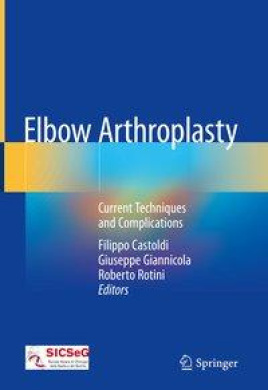 Elbow Arthroplasty
Current Techniques
and Complications
Filippo Castoldi
Giuseppe Giannicola
Roberto Rotini
Editors
SICSeG
Springer